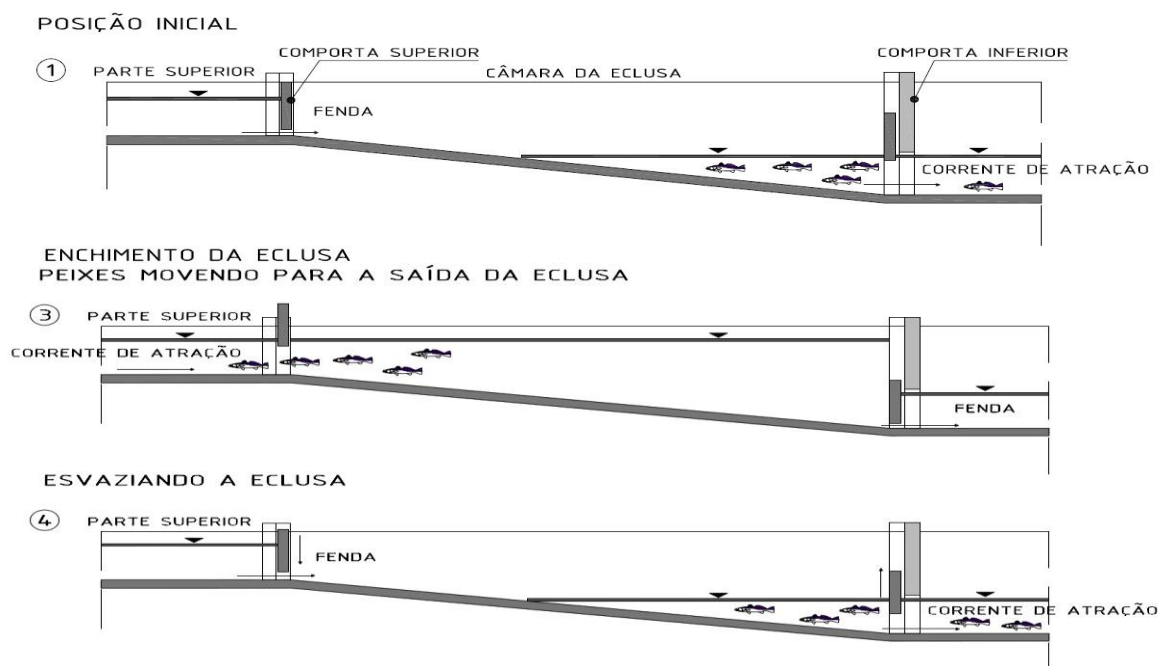 POSIÇÃO INICIAL
COMPORTA SUPERIOR
COMPORTA INFERIOR
1
PARTE SUPERIOR
CÂMARA DA ECLUSA
FENDA
CORRENTE DE ATRAÇÃO
ENCHIMENTO DA ECLUSA
PEIXES MOVENDO PARA A SAÍDA DA ECLUSA
3
PARTE SUPERIOR
CORRENTE DE ATRAÇÃO
FENDA
ESVAZIANDO A ECLUSA
4
PARTE SUPERIOR
FENDA
CORRENTE DE ATRAÇÃO